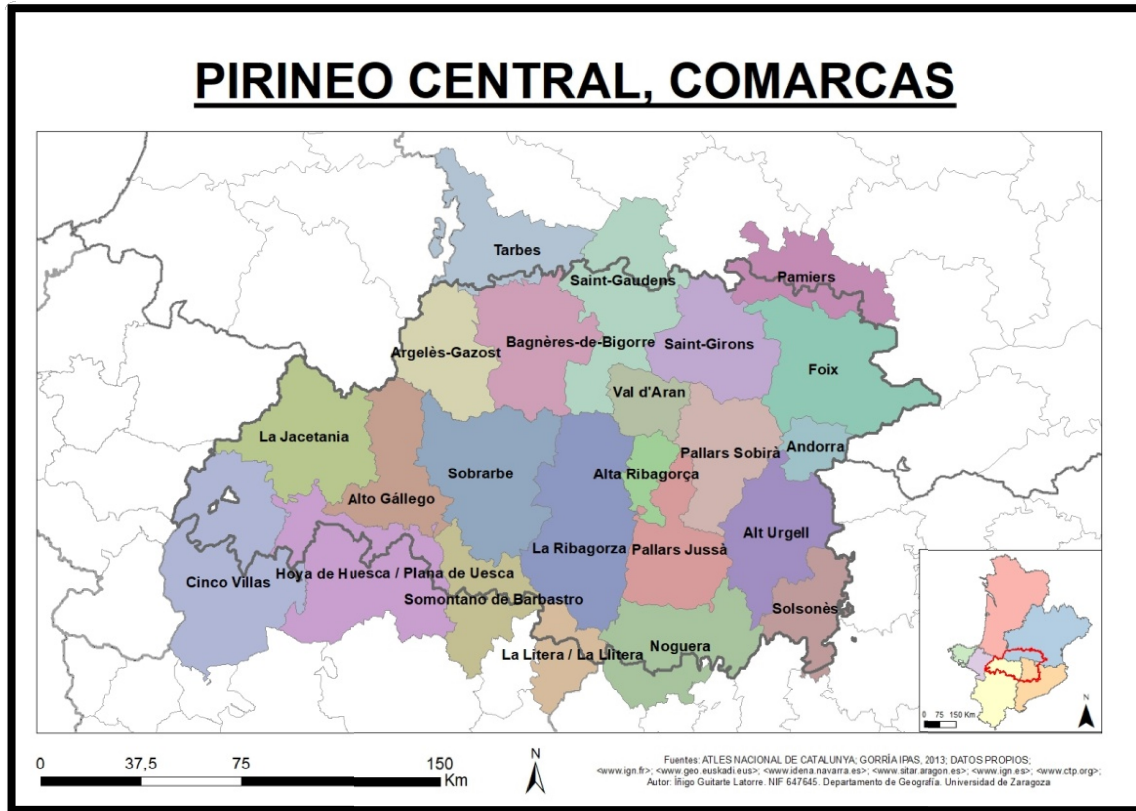 PIRINEO CENTRAL, COMARCAS
Tarbes
Saint-Gaudens
Pamiers
Argelès-Gazost
Bagnères-de-Bigorre
Saint-Girons
Foix
Val d'Aran
La Jacetania
Andorra
Alto Gállego
Sobrarbe
Alta Ribagorça
Pallars Sobirà
La Ribagorza
Pallars Jussà
Alt Urgell
Cinco Villas
Hoya de Huesca / Plana de Uesca
Somontano de Barbastro
Solsonès
La Litera / La Llitera
Noguera
N
0 75 150 Km
0 37,5 75 150
Km
N
Fuentes: ATLES NACIONAL DE CATALUNYA; GORRÍA IPAS, 2013; DATOS PROPIOS;
<www.ign.fr>; <www.geo.euskadi.eus>; <www.idena.navarra.es>; <www.sitar.aragon.es>; <www.ign.es>; <www.ctp.org>;
Autor: Íñigo Guitarte Latorre. NIF 647645. Departamento de Geografía. Universidad de Zaragoza